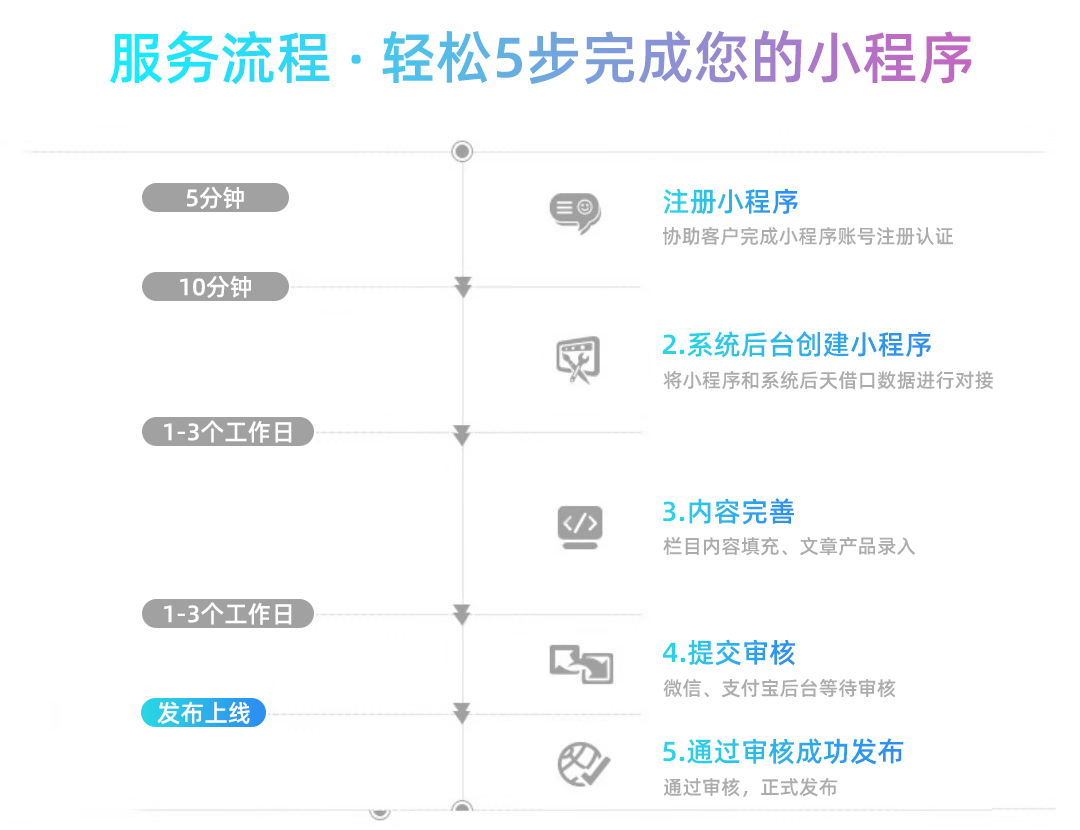 服务流程 · 轻松5步完成您的小程序
5分钟
注册小程序
协助客户完成小程序账号注册认证
10分钟
2.系统后台创建小程序
将小程序和系统后天借口数据进行对接
1-3个工作日
3.内容完善
栏目内容填充、文章产品录入
1-3个工作日
4.提交审核
微信、支付宝后台等待审核
发布上线
5.通过审核成功发布
通过审核，正式发布